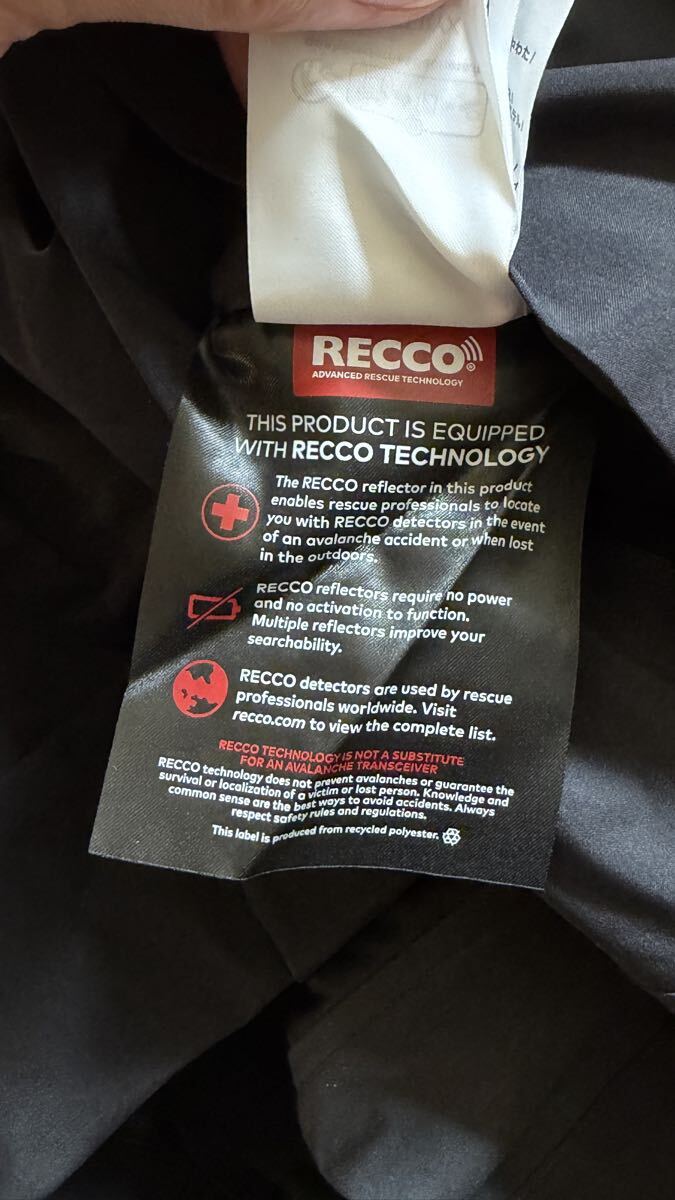 RECCO®
ADVANCED RESCUE TECHNOLOGY
THIS PRODUCT IS EQUIPPED
WITH RECCO TECHNOLOGY
The RECCO reflector in this product
enables rescue professionals to locate
you with RECCO detectors in the event
of an avalanche accident or when lost
in the outdoors.
RECCO reflectors require no power
and no activation to function.
Multiple reflectors improve your
searchability.
RECCO detectors are used by rescue
professionals worldwide. Visit
recco.com to view the complete list.
RECCO TECHNOLOGY IS NOT A SUBSTITUTE
FOR AN AVALANCHE TRANSCEIVER
RECCO technology does not prevent avalanches or guarantee the
survival or localization of a victim or lost person. Knowledge and
common sense are the best ways to avoid accidents. Always
respect safety rules and regulations.
This label is produced from recycled polyester.